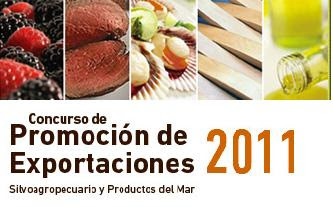 Concurso de
Promoción de
Exportaciones 2011
Silvoagropecuario y Productos del Mar